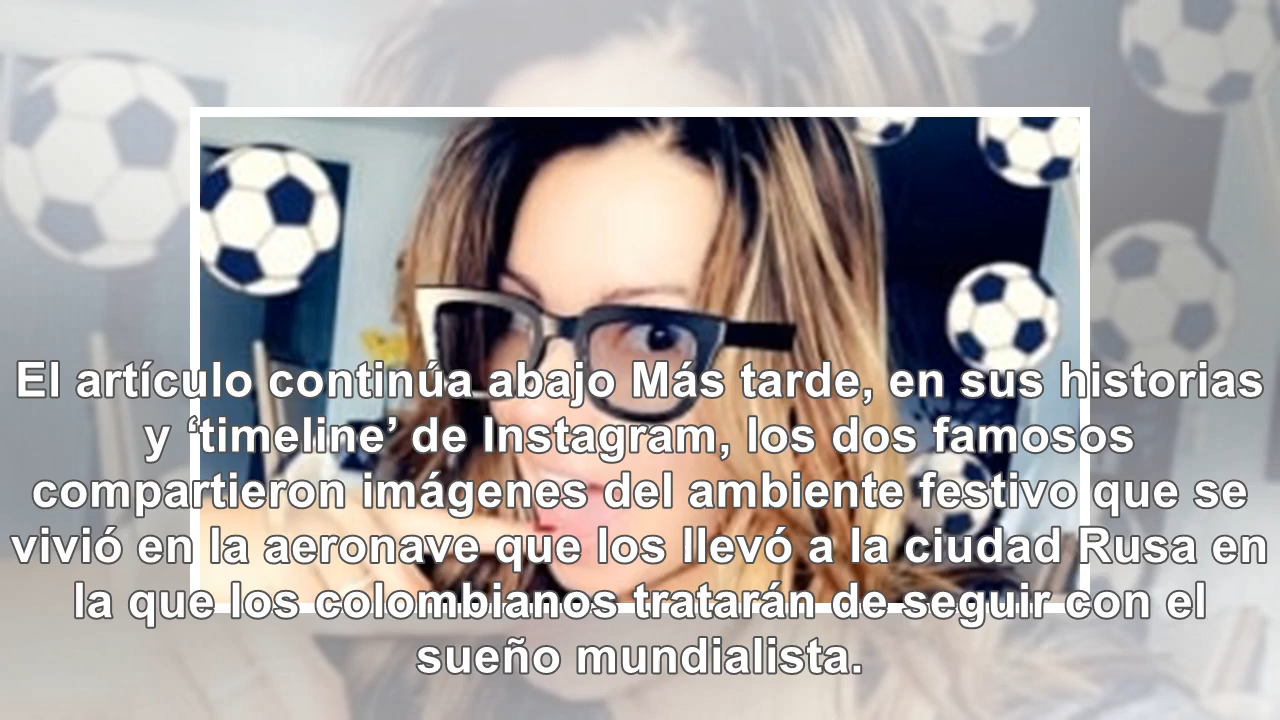 El artículo continúa abajo Más tarde, en sus historias
y ‘timeline’ de Instagram, los dos famosos
compartieron imágenes del ambiente festivo que se
vivió en la aeronave que los llevó a la ciudad Rusa en
la que los colombianos tratarán de seguir con el
sueño mundialista.